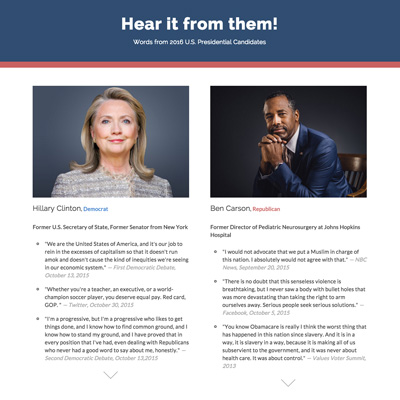 Hear it from them!
Words from 2016 U.S. Presidential Candidates
Hillary Clinton, Democrat
Former U.S. Secretary of State, Former Senator from New York
"We are the United States of America, and it's our job to
rein in the excesses of capitalism so that it doesn't run
amok and doesn't cause the kind of inequities we're seeing
in our economic system." — First Democratic Debate,
October 13, 2015
"Whether you're a teacher, an executive, or a world-
champion soccer player, you deserve equal pay. Red card,
GOP. " — Twitter, October 30, 2015
"I'm a progressive, but I'm a progressive who likes to get
things done, and I know how to find common ground, and I
know how to stand my ground, and I have proved that in
every position that I've had, even dealing with Republicans
who never had a good word to say about me, honestly." —
Second Democratic Debate, October 13,2015
Ben Carson, Republican
Former Director of Pediatric Neurosurgery at Johns Hopkins
Hospital
"I would not advocate that we put a Muslim in charge of
this nation. I absolutely would not agree with that." — NBC
News, September 20, 2015
"There is no doubt that this senseless violence is
breathtaking, but I never saw a body with bullet holes that
was more devastating than taking the right to arm
ourselves away. Serious people seek serious solutions." —
Facebook, October 5, 2015
"You know Obamacare is really I think the worst thing that
has happened in this nation since slavery. And it is in a
way, it is slavery in a way, because it is making all of us
subservient to the government, and it was never about
health care. It was about control." — Values Voter Summit,
2013